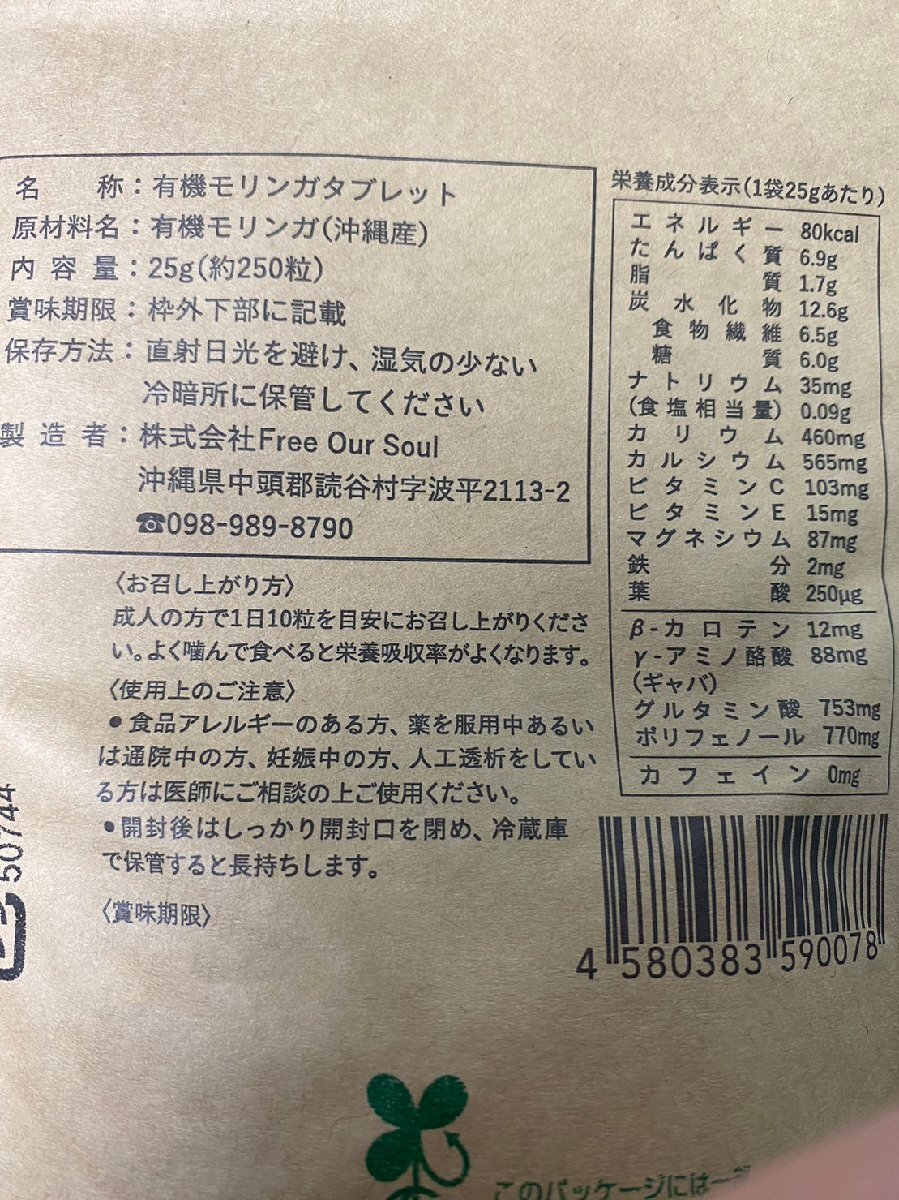 名称：有機モリンガタブレット
原材料名：有機モリンガ(沖縄産)
内容量：25g(約250粒)
賞味期限：枠外下部に記載
保存方法：直射日光を避け、湿気の少ない
冷暗所に保管してください
製造者：株式会社Free Our Soul
沖縄県中頭郡読谷村字波平2113-2
☎098-989-8790
〈お召し上がり方〉
成人の方で1日10粒を目安にお召し上がりくださ
い。よく噛んで食べると栄養吸収率がよくなります。
〈使用上のご注意〉
●食品アレルギーのある方、薬を服用中あるい
は通院中の方、妊娠中の方、人工透析をしてい
る方は医師にご相談の上ご使用ください。
●開封後はしっかり開封口を閉め、冷蔵庫
で保管すると長持ちします。
〈賞味期限〉
栄養成分表示(1袋25gあたり)
エネルギー 80kcal
たんぱく質 6.9g
脂質 1.7g
炭水化物 12.6g
食物繊維 6.5g
糖質 6.0g
ナトリウム 35mg
(食塩相当量) 0.09g
カリウム 460mg
カルシウム 565mg
ビタミンC 103mg
ビタミンE 15mg
マグネシウム 87mg
鉄分 2mg
葉酸 250μg
β-カロテン 12mg
γ-アミノ酪酸 88mg
(ギャバ)
グルタミン酸 753mg
ポリフェノール 770mg
カフェイン 0mg
4 580383 590078
50744
このパッケージには一